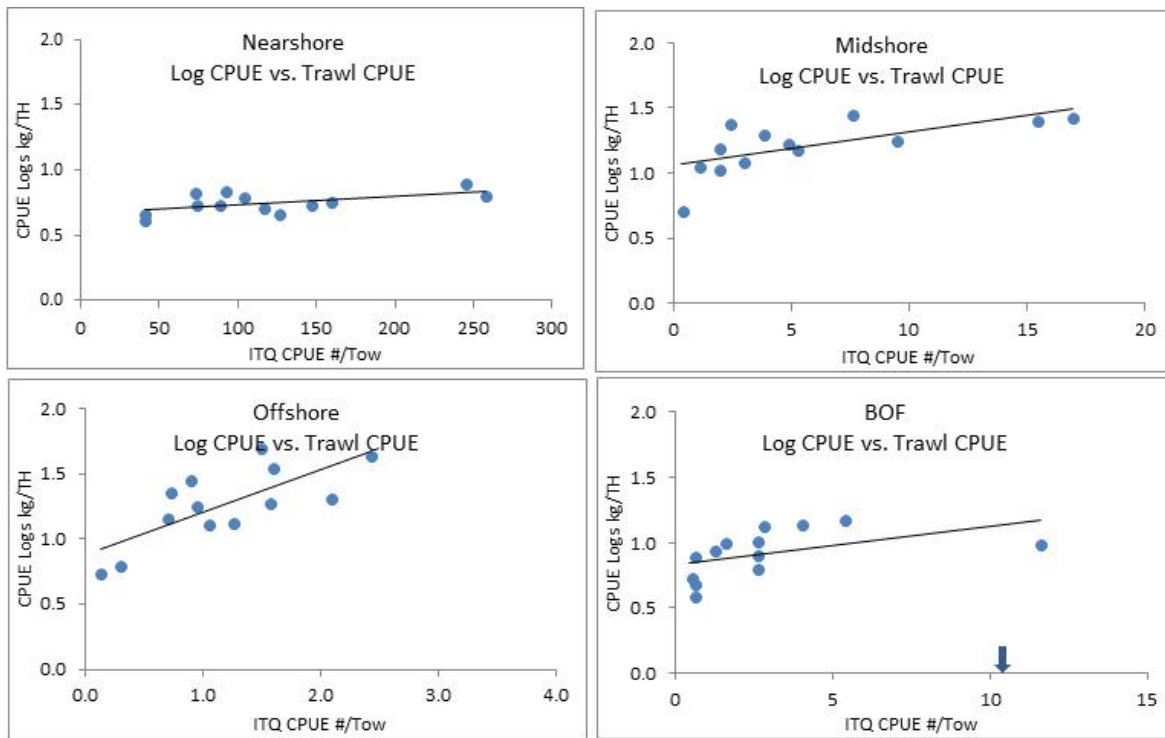 Nearshore
Log CPUE vs. Trawl CPUE
CPUE Logs kg/TH
2.0
1.5
1.0
0.5
0.0
0 50 100 150 200 250 300
ITQ CPUE #/Tow
Midshore
Log CPUE vs. Trawl CPUE
CPUE Logs kg/TH
2.0
1.5
1.0
0.5
0.0
0 5 10 15 20
ITQ CPUE #/Tow
Offshore
Log CPUE vs. Trawl CPUE
CPUE Logs kg/TH
2.0
1.5
1.0
0.5
0.0
0.0 1.0 2.0 3.0 4.0
ITQ CPUE #/Tow
BOF
Log CPUE vs. Trawl CPUE
CPUE Logs kg/TH
2.0
1.5
1.0
0.5
0.0
0 5 10 15
ITQ CPUE #/Tow